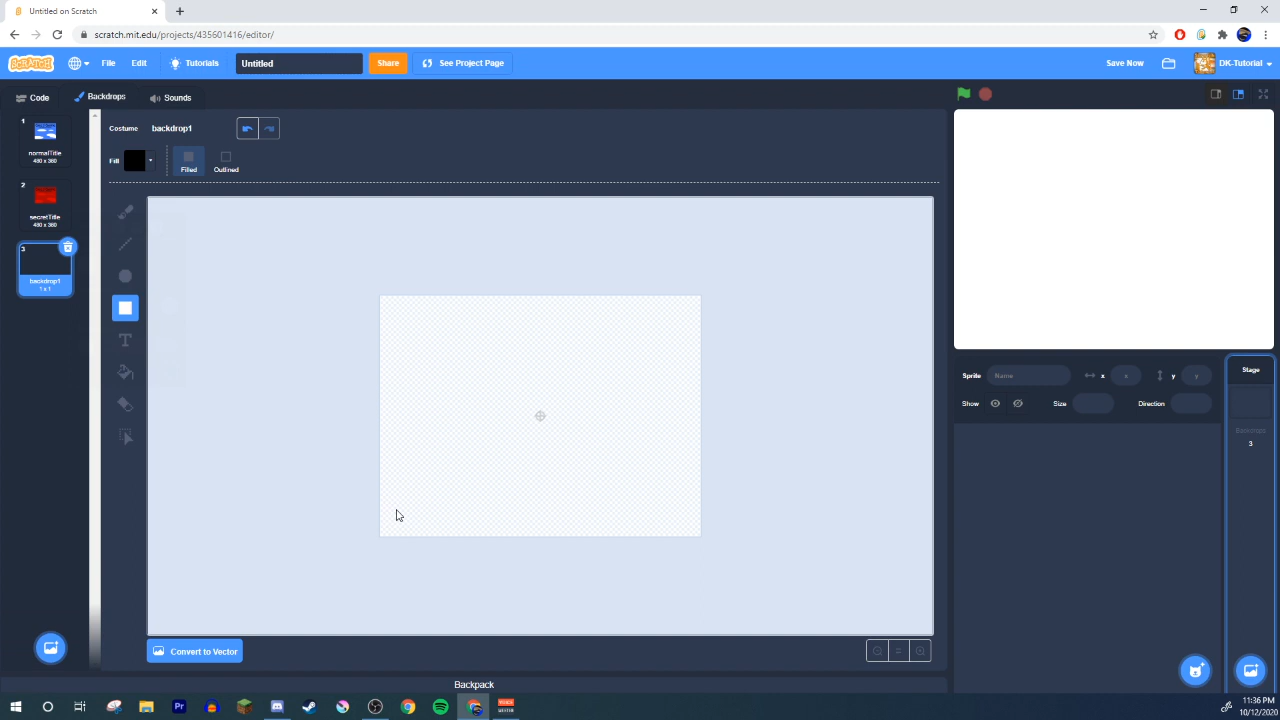 Untitled on Scratch
scratch.mit.edu/projects/435601416/editor/
SCRATCH
File
Edit
Tutorials
Untitled
Share
See Project Page
Save Now
DK-Tutorial
Code
Backdrops
Sounds
1
normalTitle
480 x 360
2
secretTitle
480 x 360
3
backdrop1
1 x 1
Costume
backdrop1
Fill
Filled
Outlined
T
Convert to Vector
Backpack
Sprite
Name
x
x
y
y
Show
Size
Direction
Stage
Backdrops
3
Pr
11:36 PM
10/12/2020